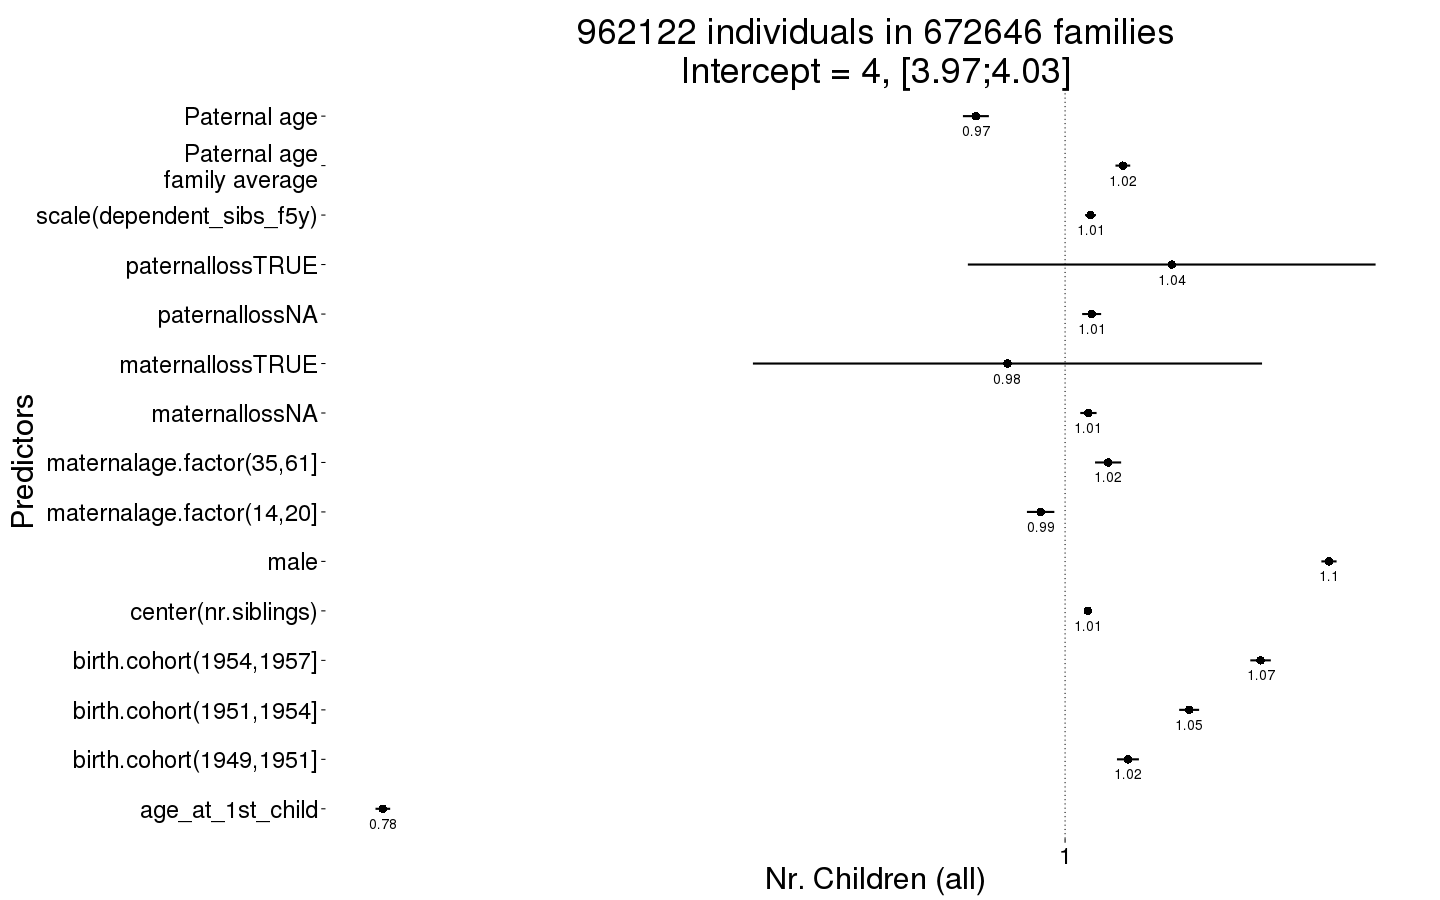 962122 individuals in 672646 families
Intercept = 4, [3.97;4.03]
Predictors
Paternal age
0.97
Paternal age
family average
1.02
scale(dependent_sibs_f5y)
1.01
paternallossTRUE
1.04
paternallossNA
1.01
maternallossTRUE
0.98
maternallossNA
1.01
maternalage.factor(35,61]
1.02
maternalage.factor(14,20]
0.99
male
1.1
center(nr.siblings)
1.01
birth.cohort(1954,1957]
1.07
birth.cohort(1951,1954]
1.05
birth.cohort(1949,1951]
1.02
age_at_1st_child
0.78
1
Nr. Children (all)